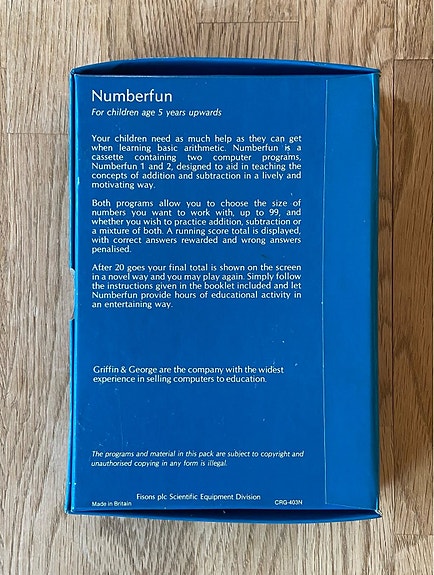 Numberfun
For children age 5 years upwards
Your children need as much help as they can get
when learning basic arithmetic. Numberfun is a
cassette containing two computer programs,
Numberfun 1 and 2, designed to aid in teaching the
concepts of addition and subtraction in a lively and
motivating way.
Both programs allow you to choose the size of
numbers you want to work with, up to 99, and
whether you wish to practice addition, subtraction or
a mixture of both. A running score total is displayed,
with correct answers rewarded and wrong answers
penalised.
After 20 goes your final total is shown on the screen
in a novel way and you may play again. Simply follow
the instructions given in the booklet included and let
Numberfun provide hours of educational activity in
an entertaining way.
Griffin & George are the company with the widest
experience in selling computers to education.
The programs and material in this pack are subject to copyright and
unauthorised copying in any form is illegal.
Fisons plc Scientific Equipment Division
Made in Britain CRG-403N